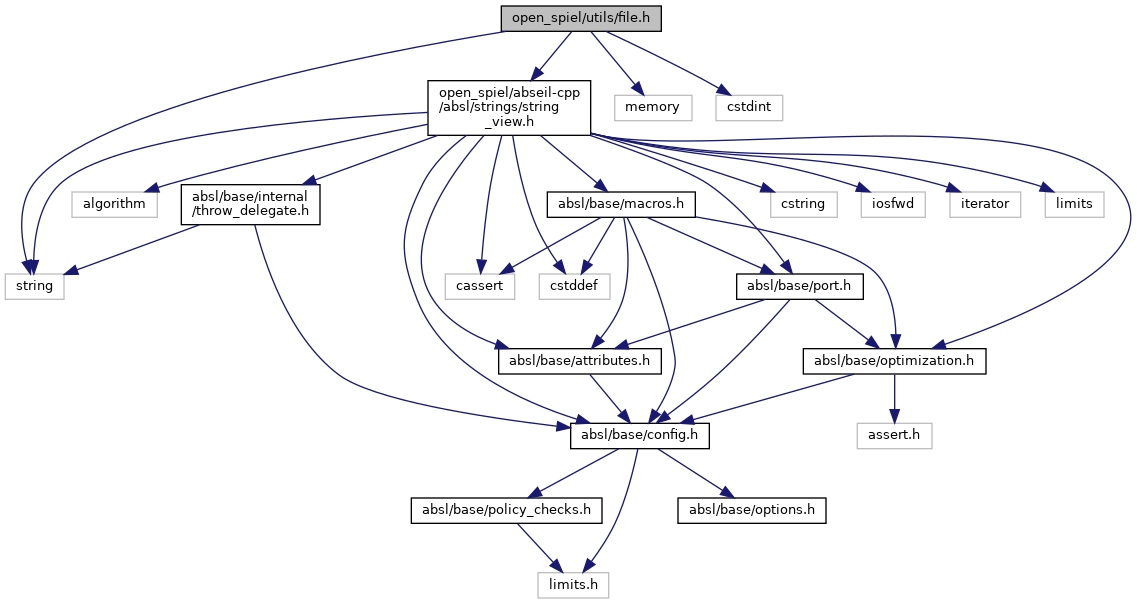 open_spiel/utils/file.h
open_spiel/abseil-cpp
/absl/strings/string
_view.h
memory
cstdint
algorithm
absl/base/internal
/throw_delegate.h
absl/base/macros.h
cstring
iosfwd
iterator
limits
string
cassert
cstddef
absl/base/port.h
absl/base/attributes.h
absl/base/optimization.h
absl/base/config.h
assert.h
absl/base/policy_checks.h
absl/base/options.h
limits.h